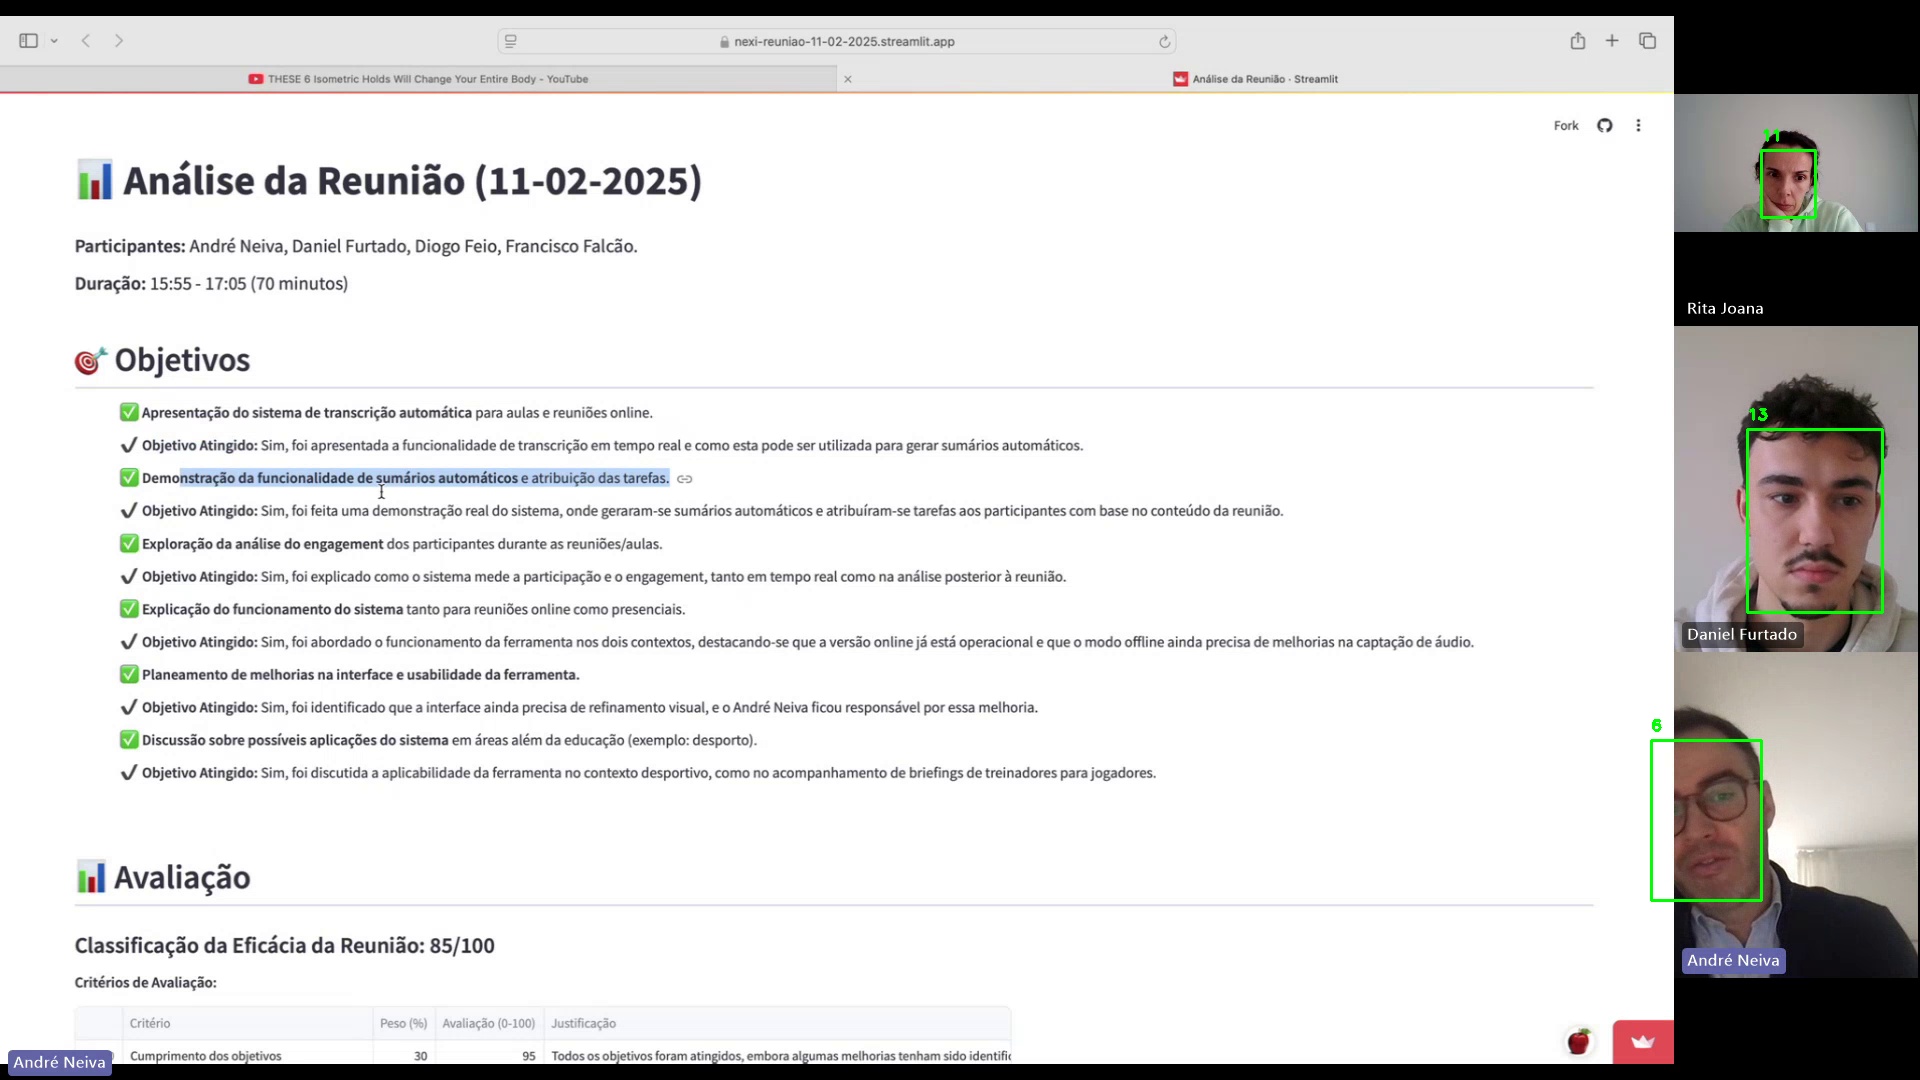 nexi-reuniao-11-02-2025.streamlit.app
THESE 6 Isometric Holds Will Change Your Entire Body - YouTube
Análise da Reunião · Streamlit
Fork
Análise da Reunião (11-02-2025)
Participantes: André Neiva, Daniel Furtado, Diogo Feio, Francisco Falcão.
Duração: 15:55 - 17:05 (70 minutos)
Objetivos
Apresentação do sistema de transcrição automática para aulas e reuniões online.
Objetivo Atingido: Sim, foi apresentada a funcionalidade de transcrição em tempo real e como esta pode ser utilizada para gerar sumários automáticos.
Demonstração da funcionalidade de sumários automáticos e atribuição das tarefas.
Objetivo Atingido: Sim, foi feita uma demonstração real do sistema, onde geraram-se sumários automáticos e atribuíram-se tarefas aos participantes com base no conteúdo da reunião.
Exploração da análise do engagement dos participantes durante as reuniões/aulas.
Objetivo Atingido: Sim, foi explicado como o sistema mede a participação e o engagement, tanto em tempo real como na análise posterior à reunião.
Explicação do funcionamento do sistema tanto para reuniões online como presenciais.
Objetivo Atingido: Sim, foi abordado o funcionamento da ferramenta nos dois contextos, destacando-se que a versão online já está operacional e que o modo offline ainda precisa de melhorias na captação de áudio.
Planeamento de melhorias na interface e usabilidade da ferramenta.
Objetivo Atingido: Sim, foi identificado que a interface ainda precisa de refinamento visual, e o André Neiva ficou responsável por essa melhoria.
Discussão sobre possíveis aplicações do sistema em áreas além da educação (exemplo: desporto).
Objetivo Atingido: Sim, foi discutida a aplicabilidade da ferramenta no contexto desportivo, como no acompanhamento de briefings de treinadores para jogadores.
Avaliação
Classificação da Eficácia da Reunião: 85/100
Critérios de Avaliação:
Critério Peso (%) Avaliação (0-100) Justificação
Cumprimento dos objetivos 30 95 Todos os objetivos foram atingidos, embora algumas melhorias tenham sido identific
André Neiva
11
Rita Joana
13
Daniel Furtado
6
André Neiva